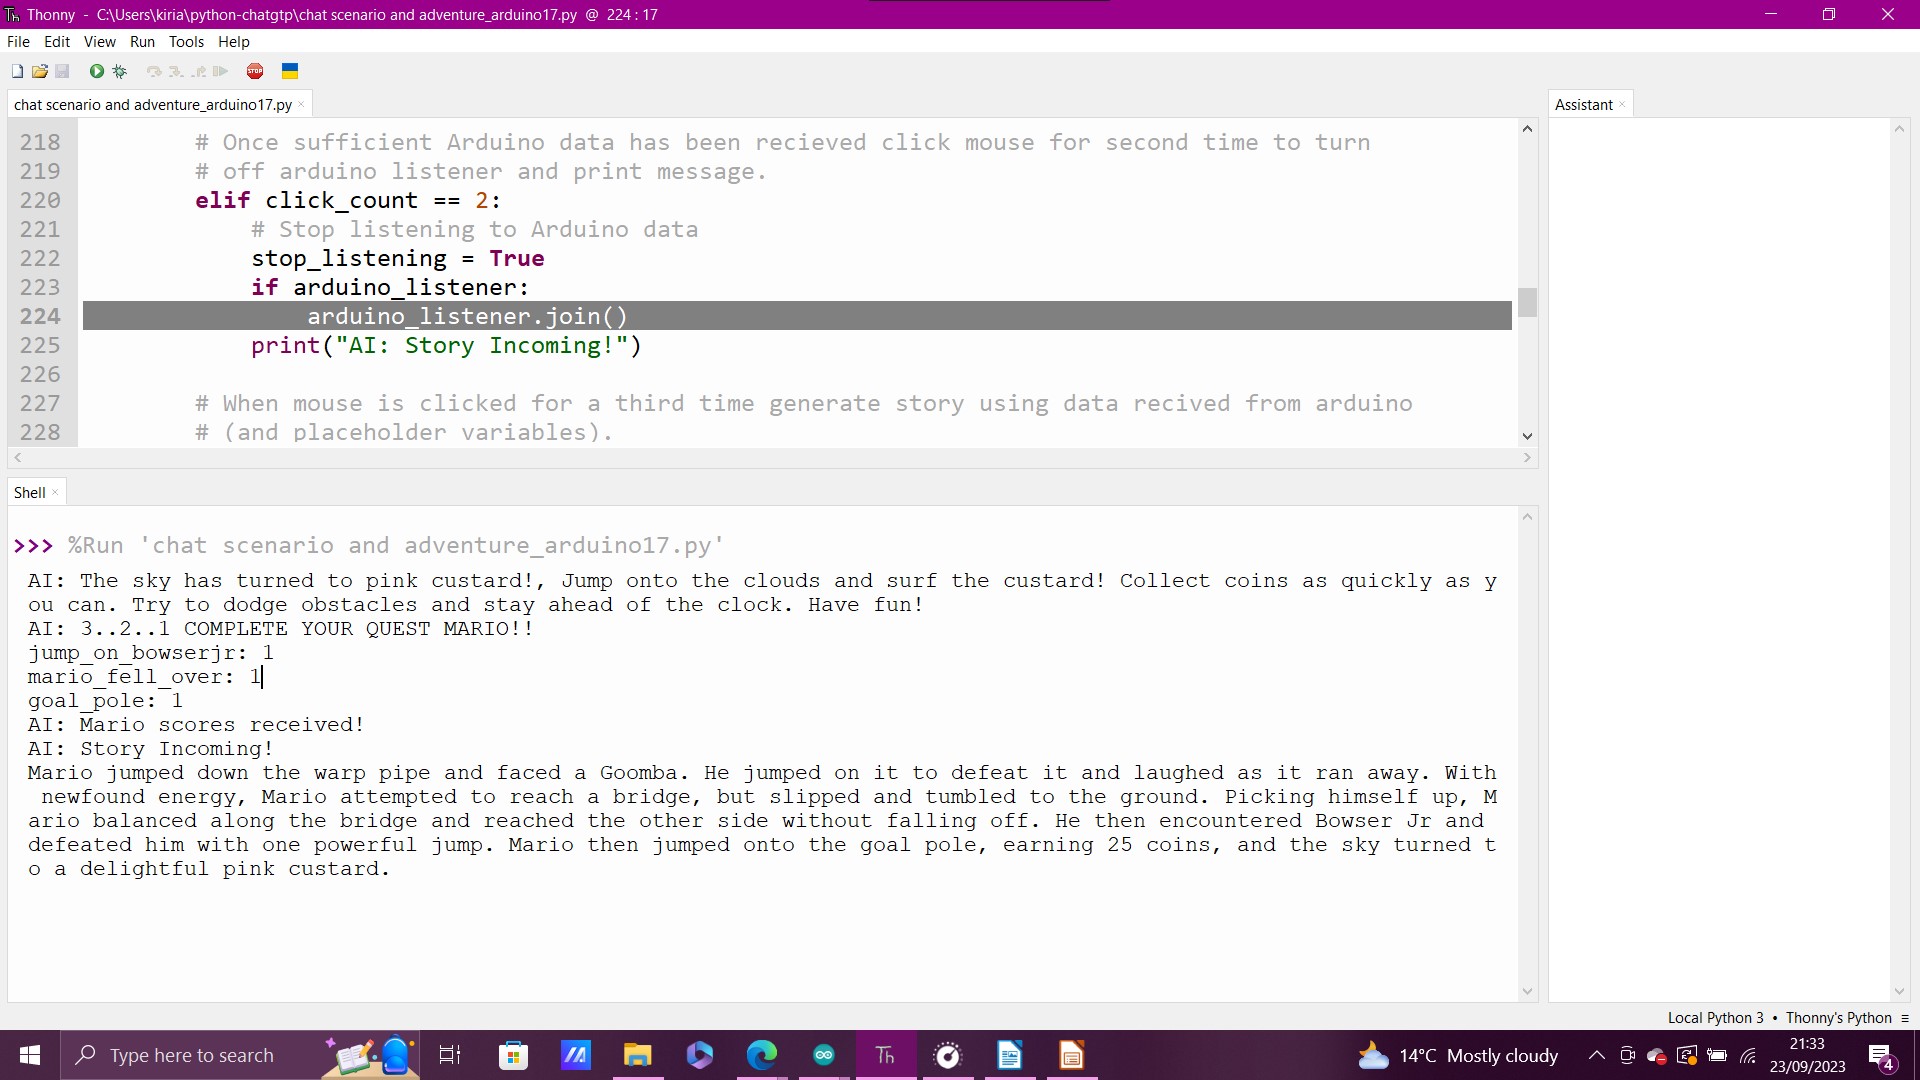 Th Thonny - C:\Users\kiria\python-chatgtp\chat scenario and adventure_arduino17.py @ 224 : 17
File Edit View Run Tools Help
STOP
chat scenario and adventure_arduino17.py ×
Assistant ×
218 # Once sufficient Arduino data has been recieved click mouse for second time to turn
219 # off arduino listener and print message.
220 elif click_count == 2:
221 # Stop listening to Arduino data
222 stop_listening = True
223 if arduino_listener:
224 arduino_listener.join()
225 print("AI: Story Incoming!")
226
227 # When mouse is clicked for a third time generate story using data recived from arduino
228 # (and placeholder variables).
Shell ×
>>> %Run 'chat scenario and adventure_arduino17.py'
AI: The sky has turned to pink custard!, Jump onto the clouds and surf the custard! Collect coins as quickly as y
ou can. Try to dodge obstacles and stay ahead of the clock. Have fun!
AI: 3..2..1 COMPLETE YOUR QUEST MARIO!!
jump_on_bowserjr: 1
mario_fell_over: 1
goal_pole: 1
AI: Mario scores received!
AI: Story Incoming!
Mario jumped down the warp pipe and faced a Goomba. He jumped on it to defeat it and laughed as it ran away. With
newfound energy, Mario attempted to reach a bridge, but slipped and tumbled to the ground. Picking himself up, M
ario balanced along the bridge and reached the other side without falling off. He then encountered Bowser Jr and
defeated him with one powerful jump. Mario then jumped onto the goal pole, earning 25 coins, and the sky turned t
o a delightful pink custard.
Local Python 3 • Thonny's Python ≡
Type here to search
Th
14°C Mostly cloudy
21:33
23/09/2023
4